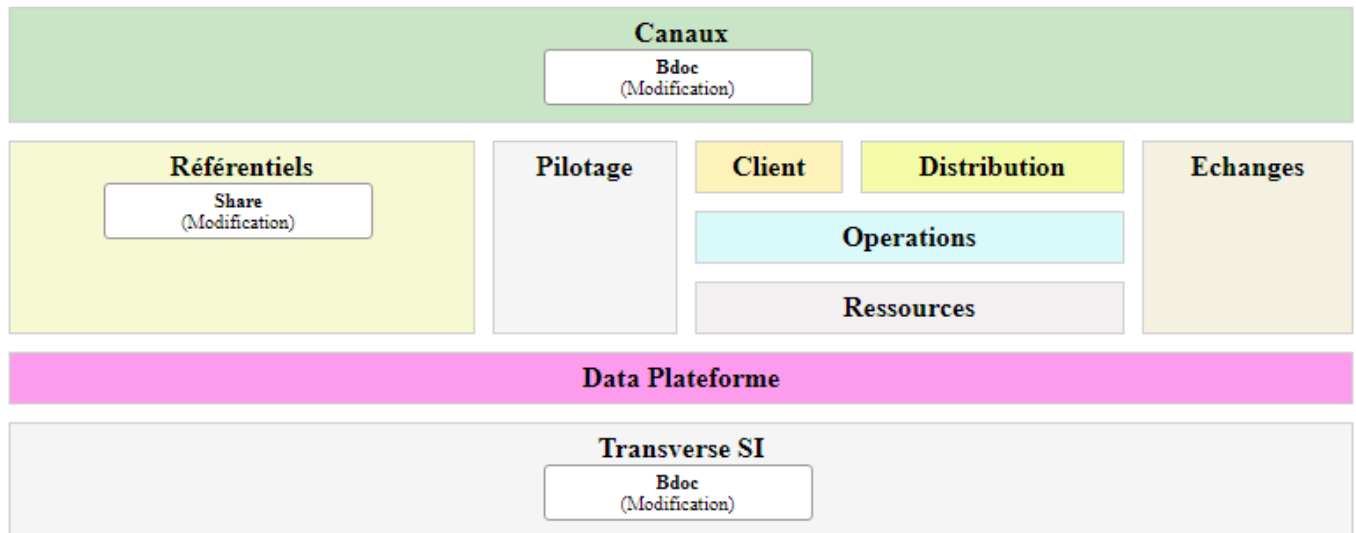 Canaux
Bdoc
(Modification)
Référentiels
Share
(Modification)
Pilotage
Client
Distribution
Operations
Ressources
Echanges
Data Plateforme
Transverse SI
Bdoc
(Modification)